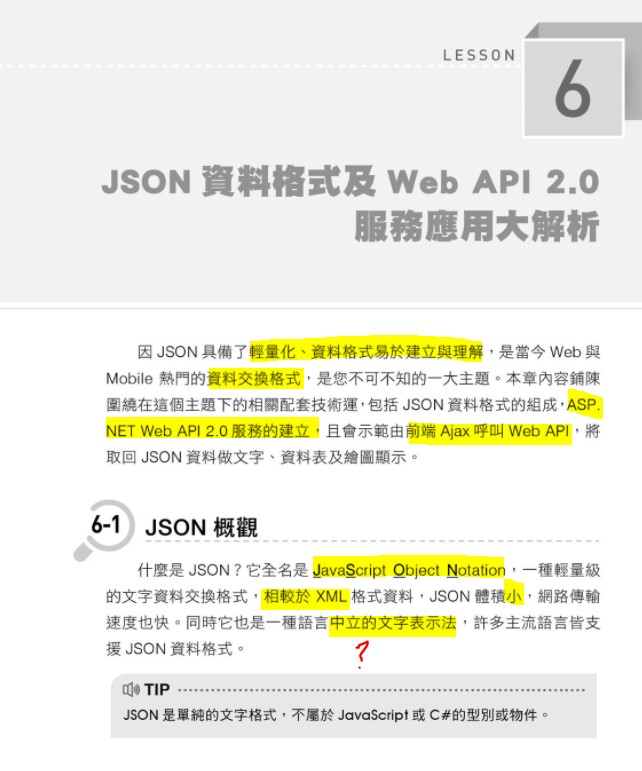 LESSON
6
JSON 資料格式及 Web API 2.0
服務應用大解析
因 JSON 具備了輕量化、資料格式易於建立與理解，是當今 Web 與
Mobile 熱門的資料交換格式，是您不可不知的一大主題。本章內容鋪陳
圍繞在這個主題下的相關配套技術運，包括 JSON 資料格式的組成，ASP.
NET Web API 2.0 服務的建立，且會示範由前端 Ajax 呼叫 Web API，將
取回 JSON 資料做文字、資料表及繪圖顯示。
6-1 JSON 概觀
什麼是 JSON？它全名是 JavaScript Object Notation，一種輕量級
的文字資料交換格式，相較於 XML 格式資料，JSON 體積小，網路傳輸
速度也快。同時它也是一種語言中立的文字表示法，許多主流語言皆支
援 JSON 資料格式。
?
TIP
JSON 是單純的文字格式，不屬於 JavaScript 或 C#的型別或物件。